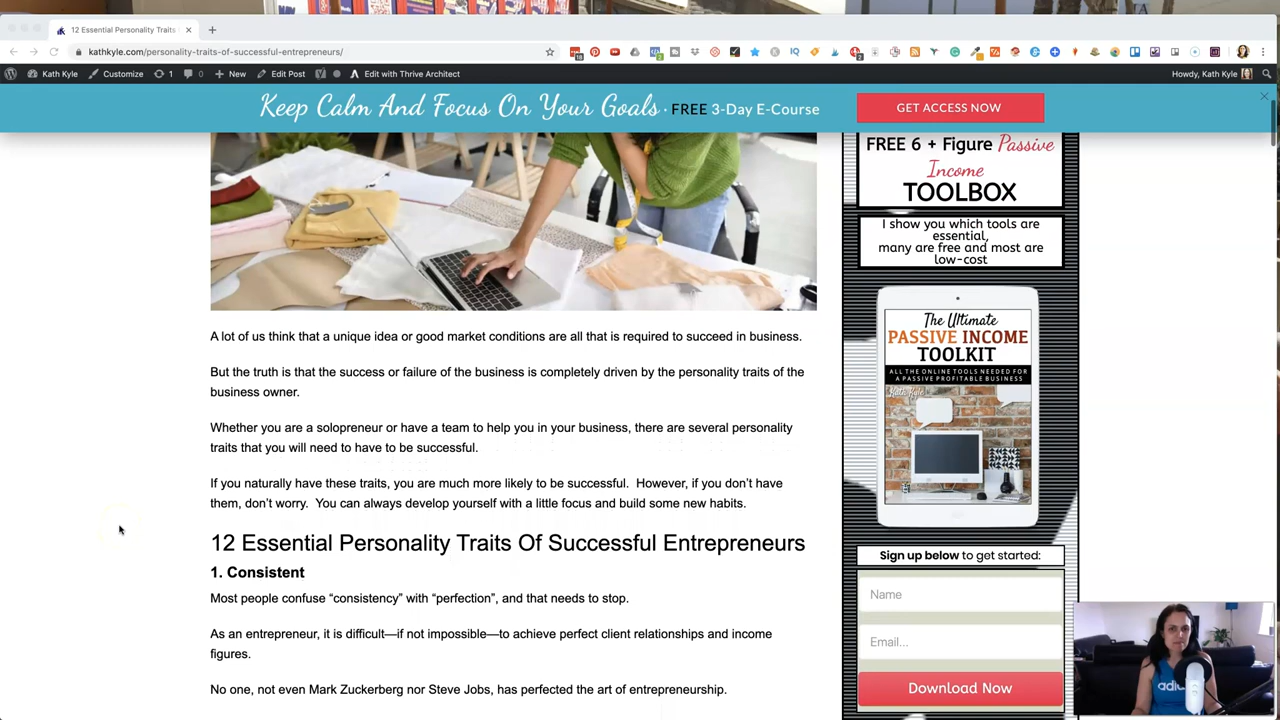 12 Essential Personality Traits
kathkyle.com/personality-traits-of-successful-entrepreneurs/
Kath Kyle
Customize
1
0
New
Edit Post
Edit with Thrive Architect
Howdy, Kath Kyle
Keep Calm And Focus On Your Goals · FREE 3-Day E-Course
GET ACCESS NOW
A lot of us think that a unique idea or good market conditions are all that is required to succeed in business.
But the truth is that the success or failure of the business is completely driven by the personality traits of the
business owner.
Whether you are a solopreneur or have a team to help you in your business, there are several personality
traits that you will need to have to be successful.
If you naturally have these traits, you are much more likely to be successful. However, if you don't have
them, don't worry. You can always develop yourself with a little focus and build some new habits.
12 Essential Personality Traits Of Successful Entrepreneurs
1. Consistent
Most people confuse “consistency” with “perfection”, and that needs to stop.
As an entrepreneur, it is difficult—if not impossible—to achieve perfect client relationships and income
figures.
No one, not even Mark Zuckerberg nor Steve Jobs, has perfected the art of entrepreneurship.
FREE 6 + Figure Passive
Income
TOOLBOX
I show you which tools are
essential,
many are free and most are
low-cost
The Ultimate
PASSIVE INCOME
TOOLKIT
ALL THE ONLINE TOOLS NEEDED FOR
A PASSIVE PROFITABLE BUSINESS
Kath Kyle
Sign up below to get started:
Name
Email...
Download Now